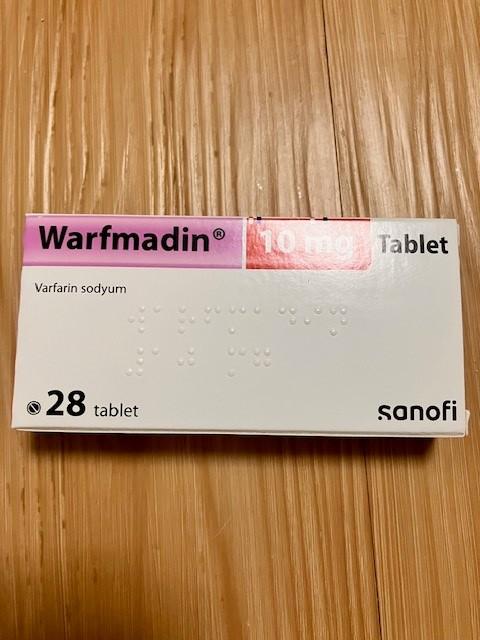 Warfmadin® 10 mg Tablet
Varfarin sodyum
28 tablet
sanofi